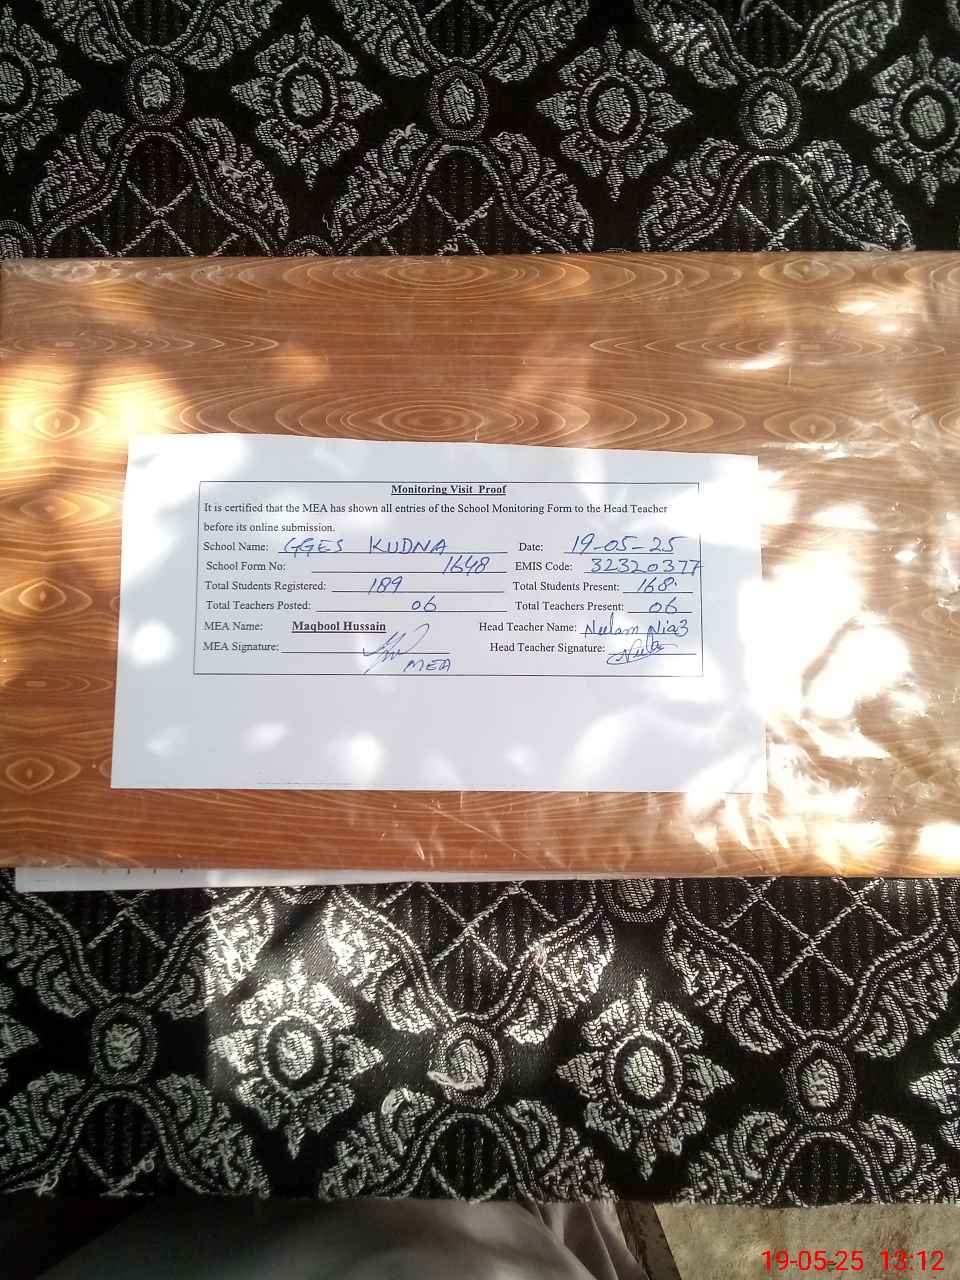 Monitoring Visit Proof
It is certified that the MEA has shown all entries of the School Monitoring Form to the Head Teacher
before its online submission.
School Name: GGES KUDNA Date: 19-05-25
School Form No: 1648 EMIS Code: 32320377
Total Students Registered: 189 Total Students Present: 168
Total Teachers Posted: 06 Total Teachers Present: 06
MEA Name: Maqbool Hussain Head Teacher Name: Neelam Niaz
MEA Signature: MEA Head Teacher Signature:
19-05-25 13:12